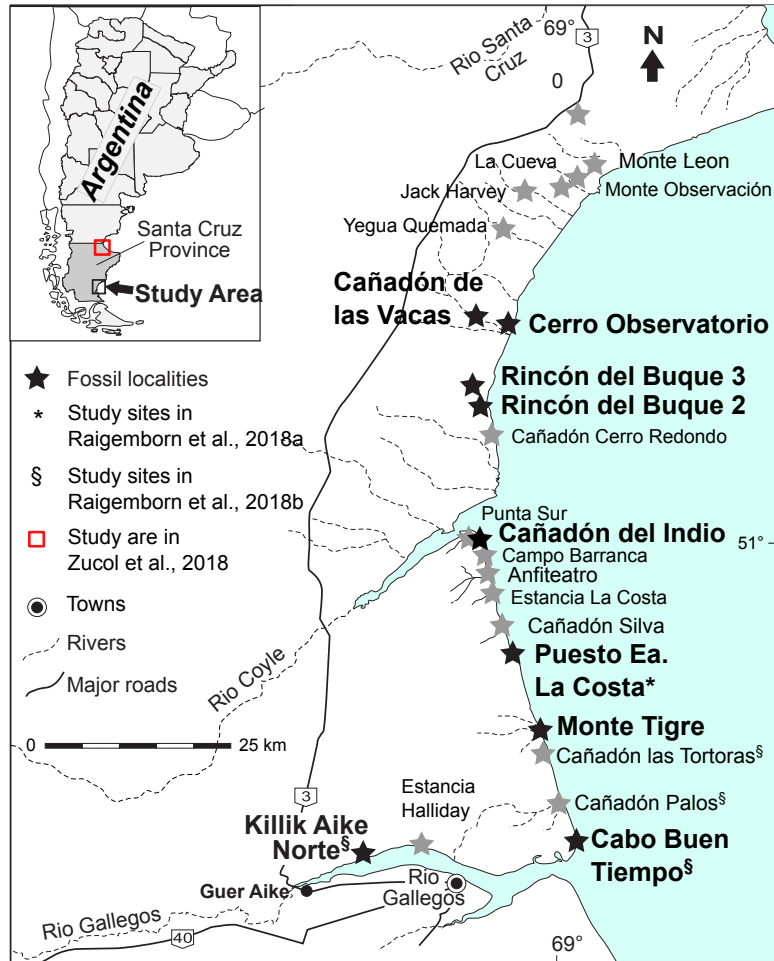 69°
3
N
Rio Santa
Cruz
0
Argentina
Santa Cruz
Province
Study Area
La Cueva
Monte Leon
Jack Harvey
Monte Observación
Yegua Quemada
Cañadón de
las Vacas
Cerro Observatorio
Rincón del Buque 3
Rincón del Buque 2
Cañadón Cerro Redondo
★ Fossil localities
* Study sites in
Raigemborn et al., 2018a
§ Study sites in
Raigemborn et al., 2018b
Study are in
Zucol et al., 2018
Towns
Rivers
Major roads
0 25 km
Punta Sur
Cañadón del Indio
51°
Campo Barranca
Anfiteatro
Estancia La Costa
Cañadón Silva
Puesto Ea.
La Costa*
Rio Coyle
Monte Tigre
Cañadón las Tortoras§
3
Estancia
Halliday
Cañadón Palos§
Killik Aike
Norte§
Cabo Buen
Tiempo§
Guer Aike
Rio
Gallegos
Rio Gallegos
40
69°